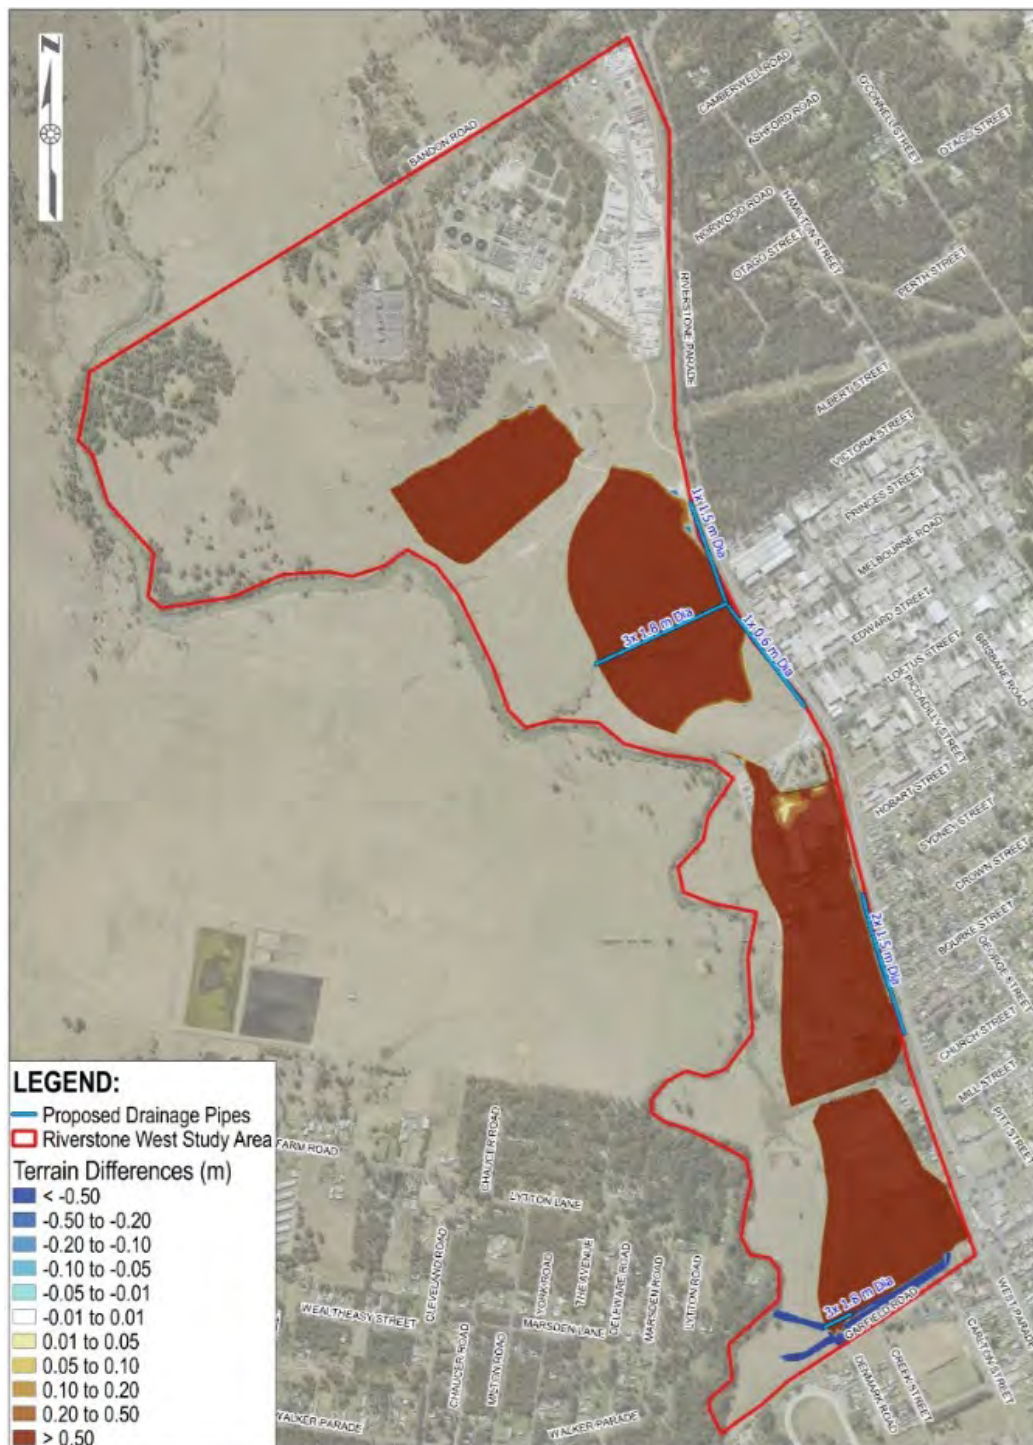 N
BANDON ROAD
CAMBERWELL ROAD
ASHFORD ROAD
O'CONNELL STREET
OTAGO STREET
NORWOOD ROAD
HAMILTON STREET
OTAGO STREET
PERTH STREET
RIVERSTONE PARADE
ALBERT STREET
VICTORIA STREET
PRINCES STREET
MELBOURNE ROAD
1x 1.5 m Dia
EDWARD STREET
3x 1.8 m Dia
1x 0.6 m Dia
LOFTUS STREET
BRISBANE ROAD
PICCADILLY STREET
HOBART STREET
SYDNEY STREET
CROWN STREET
2x 1.5 m Dia
BOURKE STREET
GEORGE STREET
CHURCH STREET
MILL STREET
PITT STREET
LEGEND:
Proposed Drainage Pipes
Riverstone West Study Area
Terrain Differences (m)
< -0.50
-0.50 to -0.20
-0.20 to -0.10
-0.10 to -0.05
-0.05 to -0.01
-0.01 to 0.01
0.01 to 0.05
0.05 to 0.10
0.10 to 0.20
0.20 to 0.50
> 0.50
FARM ROAD
CHAUCER ROAD
LYTTON LANE
CLEVELAND ROAD
YORK ROAD
THE AVENUE
DELAWARE ROAD
MARSDEN ROAD
LYTTON ROAD
WEALTHEASY STREET
MARSDEN LANE
CHAUCER ROAD
MILTON ROAD
WALKER PARADE
WALKER PARADE
3x 1.8 m Dia
GARFIELD ROAD
WEST PARA
CARLTON STREET
CREEK STREET
DENMARK ROAD